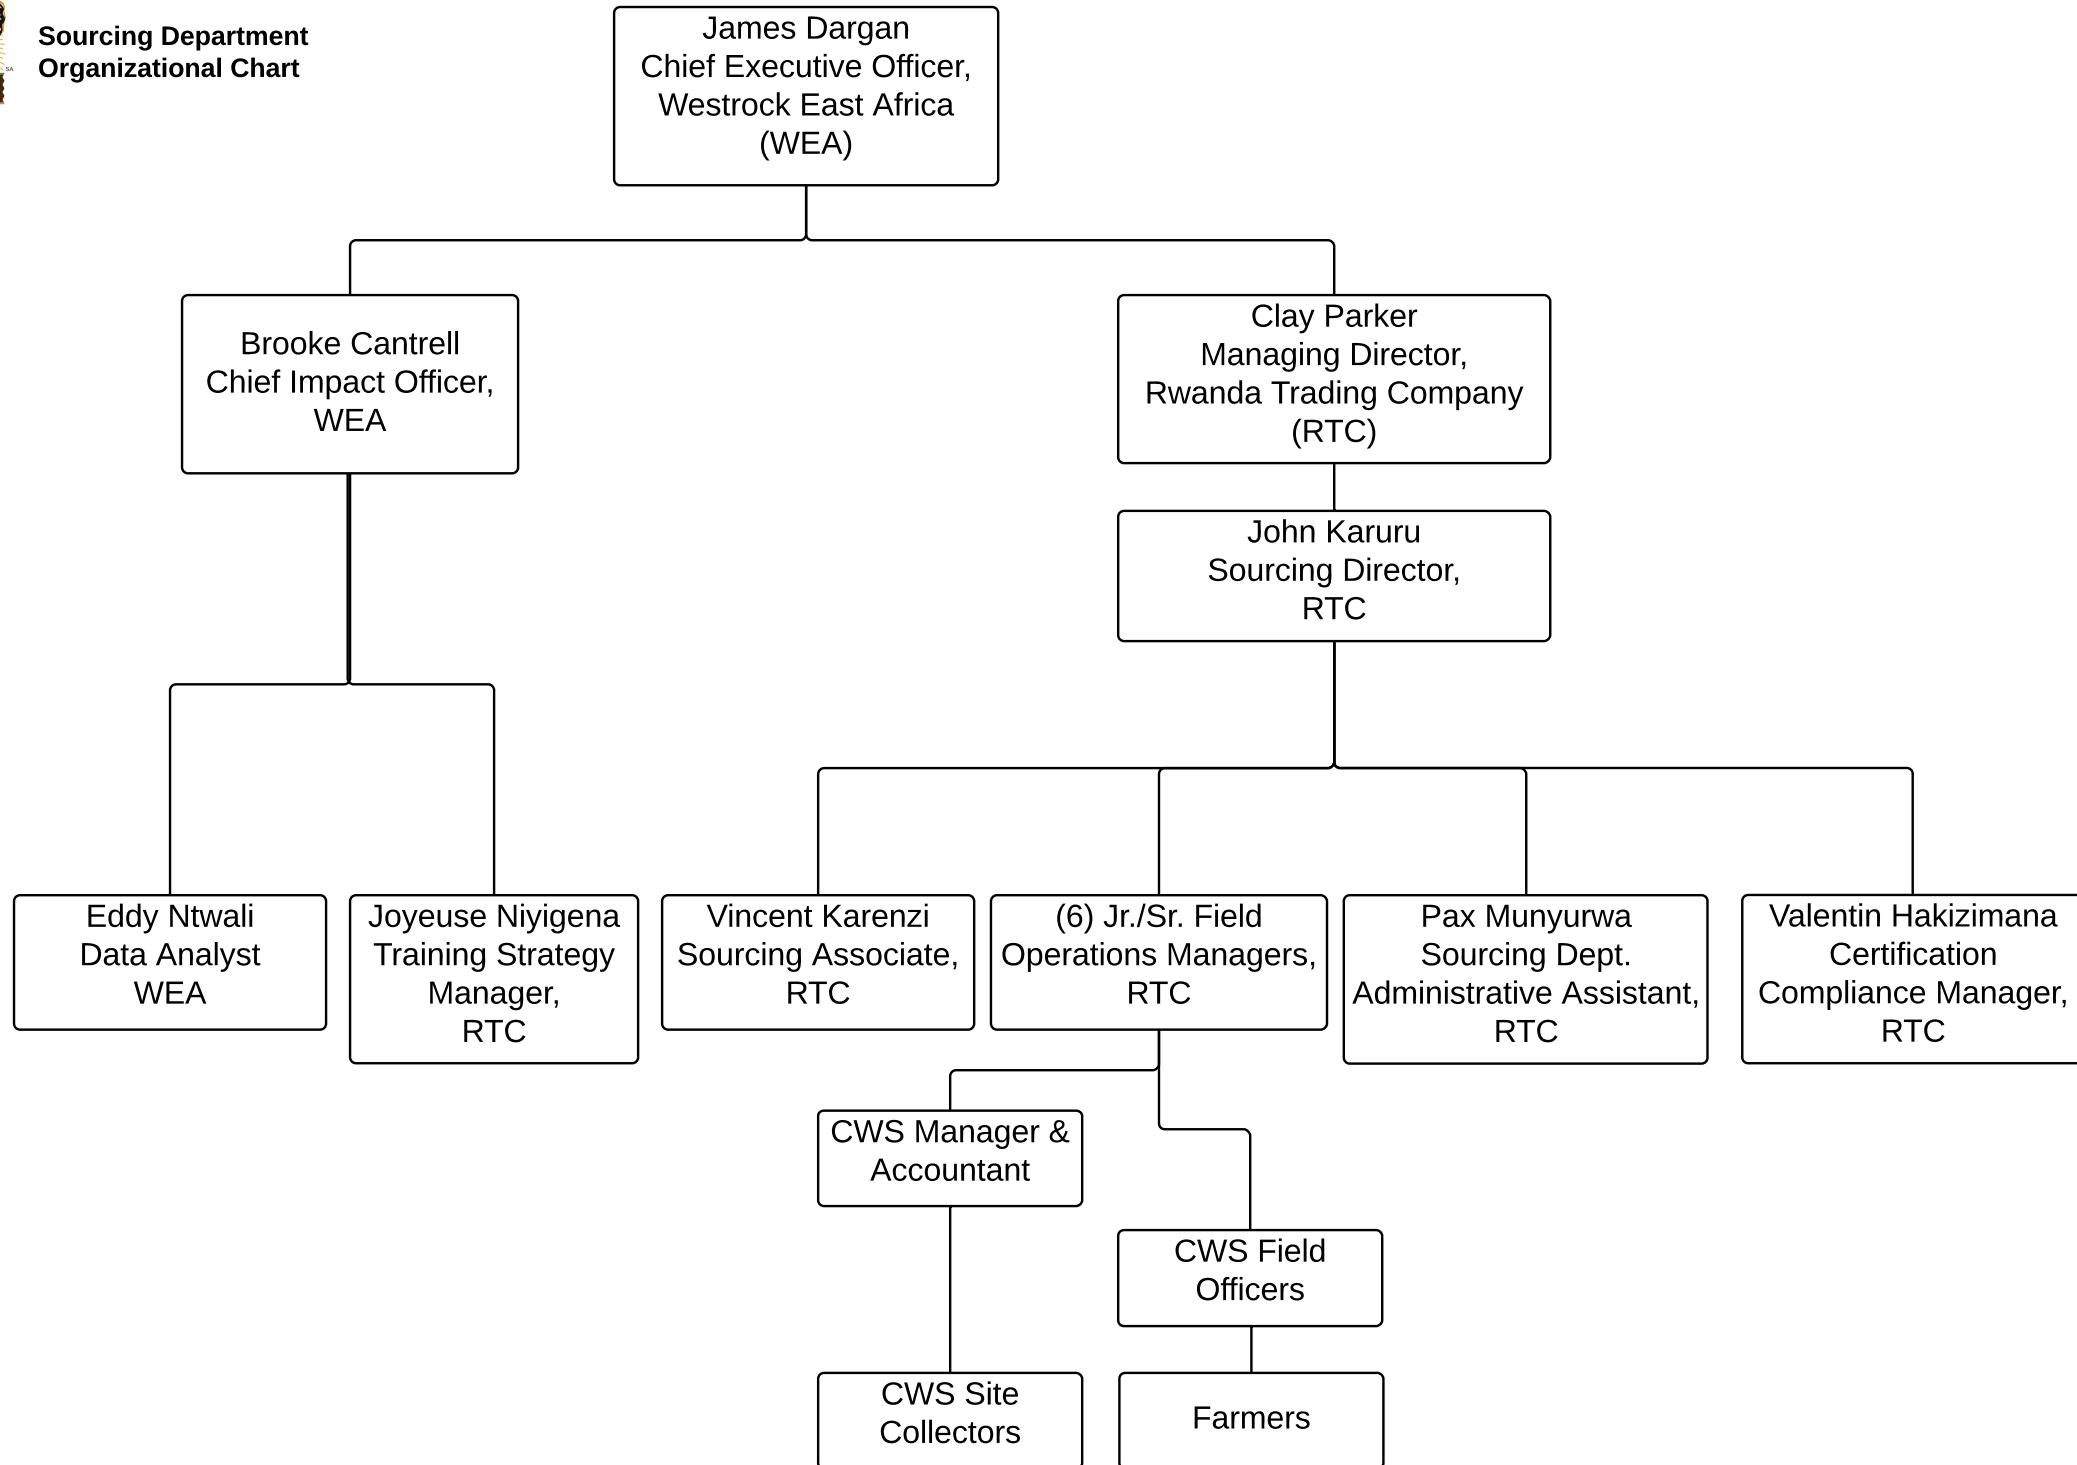 Sourcing Department
Organizational Chart
SA
James Dargan
Chief Executive Officer,
Westrock East Africa
(WEA)
Brooke Cantrell
Chief Impact Officer,
WEA
Clay Parker
Managing Director,
Rwanda Trading Company
(RTC)
John Karuru
Sourcing Director,
RTC
Eddy Ntwali
Data Analyst
WEA
Joyeuse Niyigena
Training Strategy
Manager,
RTC
Vincent Karenzi
Sourcing Associate,
RTC
(6) Jr./Sr. Field
Operations Managers,
RTC
Pax Munyurwa
Sourcing Dept.
Administrative Assistant,
RTC
Valentin Hakizimana
Certification
Compliance Manager,
RTC
CWS Manager &
Accountant
CWS Field
Officers
CWS Site
Collectors
Farmers